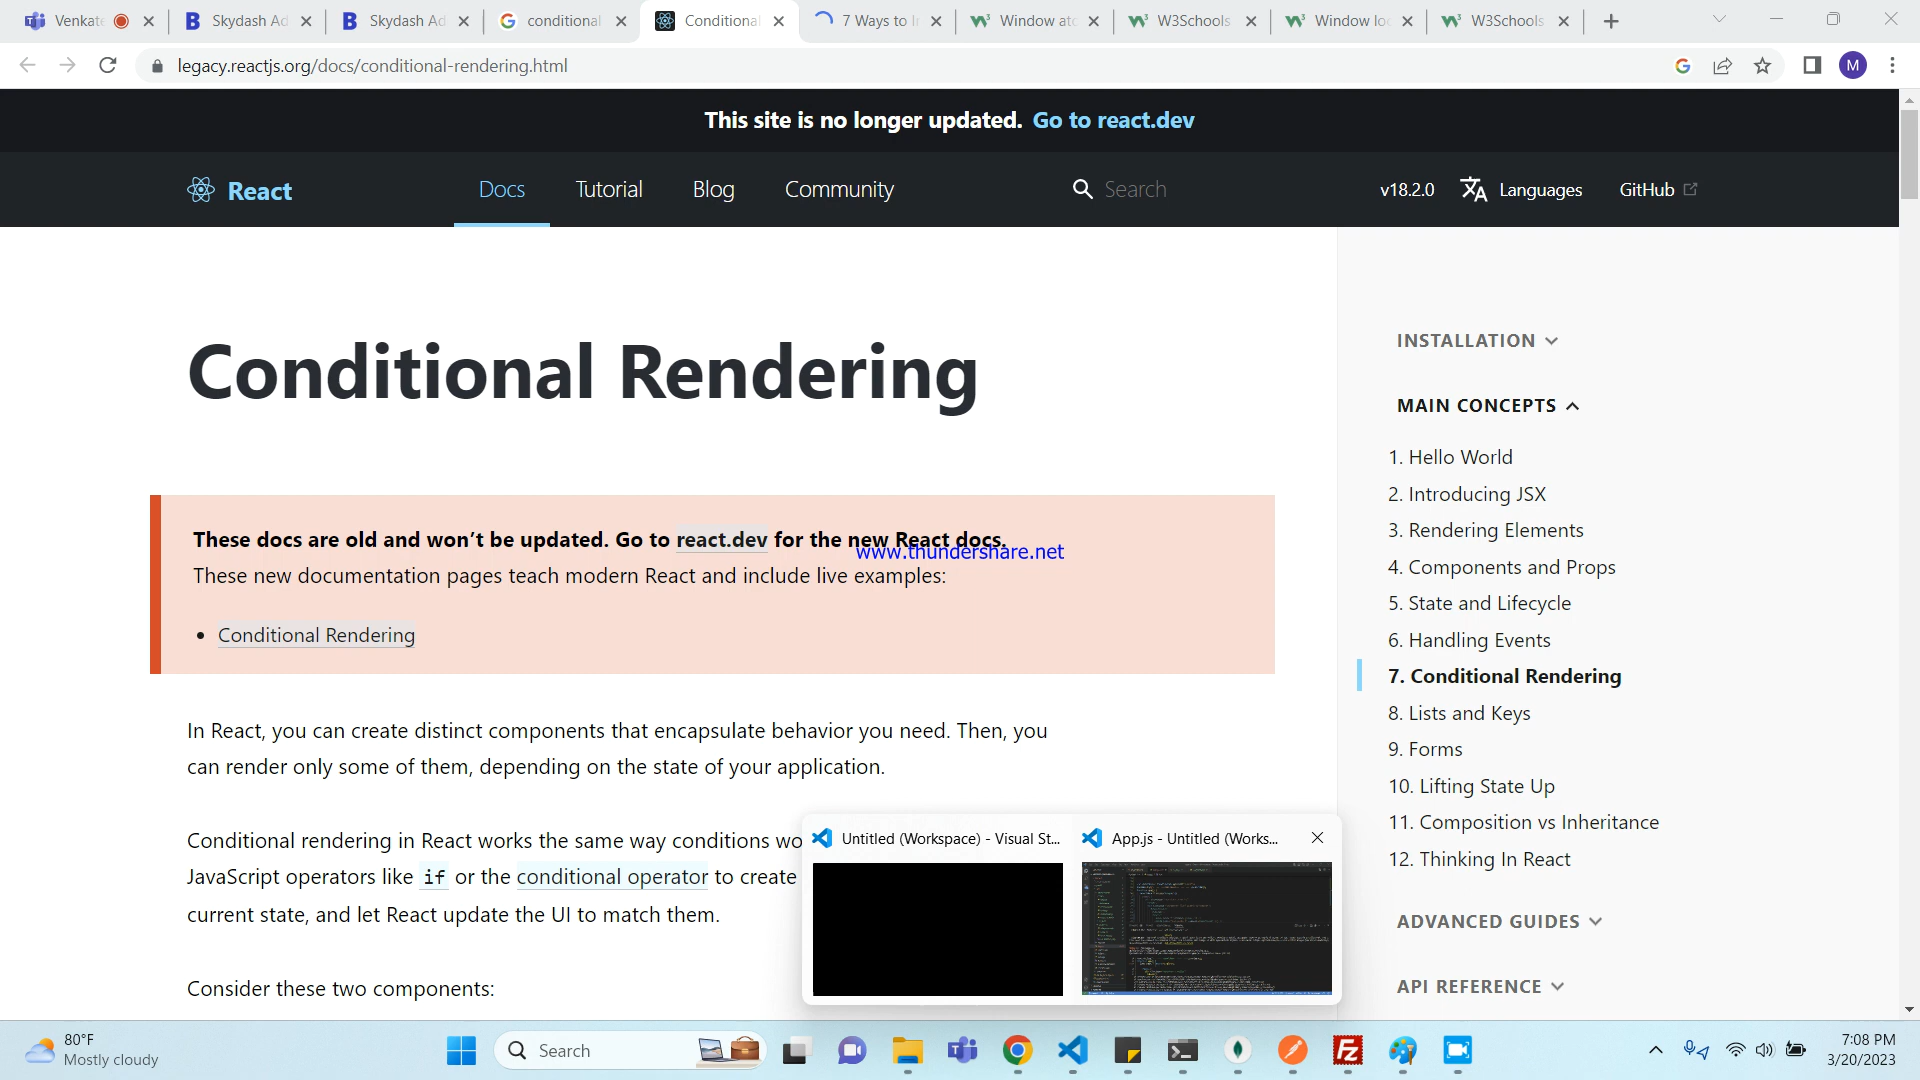 Venkate
Skydash Ad
Skydash Ad
conditional
Conditional
7 Ways to I
Window ato
W3Schools
Window loc
W3Schools
legacy.reactjs.org/docs/conditional-rendering.html
M
This site is no longer updated. Go to react.dev
React
Docs
Tutorial
Blog
Community
Search
v18.2.0
Languages
GitHub
Conditional Rendering
These docs are old and won’t be updated. Go to react.dev for the new React docs.
www.thundershare.net
These new documentation pages teach modern React and include live examples:
• Conditional Rendering
In React, you can create distinct components that encapsulate behavior you need. Then, you
can render only some of them, depending on the state of your application.
Conditional rendering in React works the same way conditions wo
JavaScript operators like if or the conditional operator to create
current state, and let React update the UI to match them.
Consider these two components:
INSTALLATION
MAIN CONCEPTS
1. Hello World
2. Introducing JSX
3. Rendering Elements
4. Components and Props
5. State and Lifecycle
6. Handling Events
7. Conditional Rendering
8. Lists and Keys
9. Forms
10. Lifting State Up
11. Composition vs Inheritance
12. Thinking In React
ADVANCED GUIDES
API REFERENCE
Untitled (Workspace) - Visual St...
App.js - Untitled (Works...
80°F
Mostly cloudy
Search
7:08 PM
3/20/2023